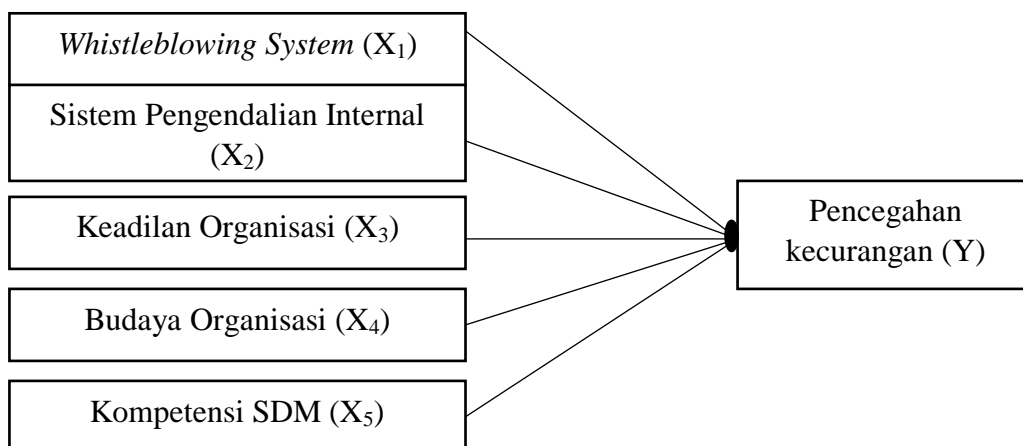 Whistleblowing System (X₁)
Sistem Pengendalian Internal
(X₂)
Keadilan Organisasi (X₃)
Budaya Organisasi (X₄)
Kompetensi SDM (X₅)
Pencegahan
kecurangan (Y)